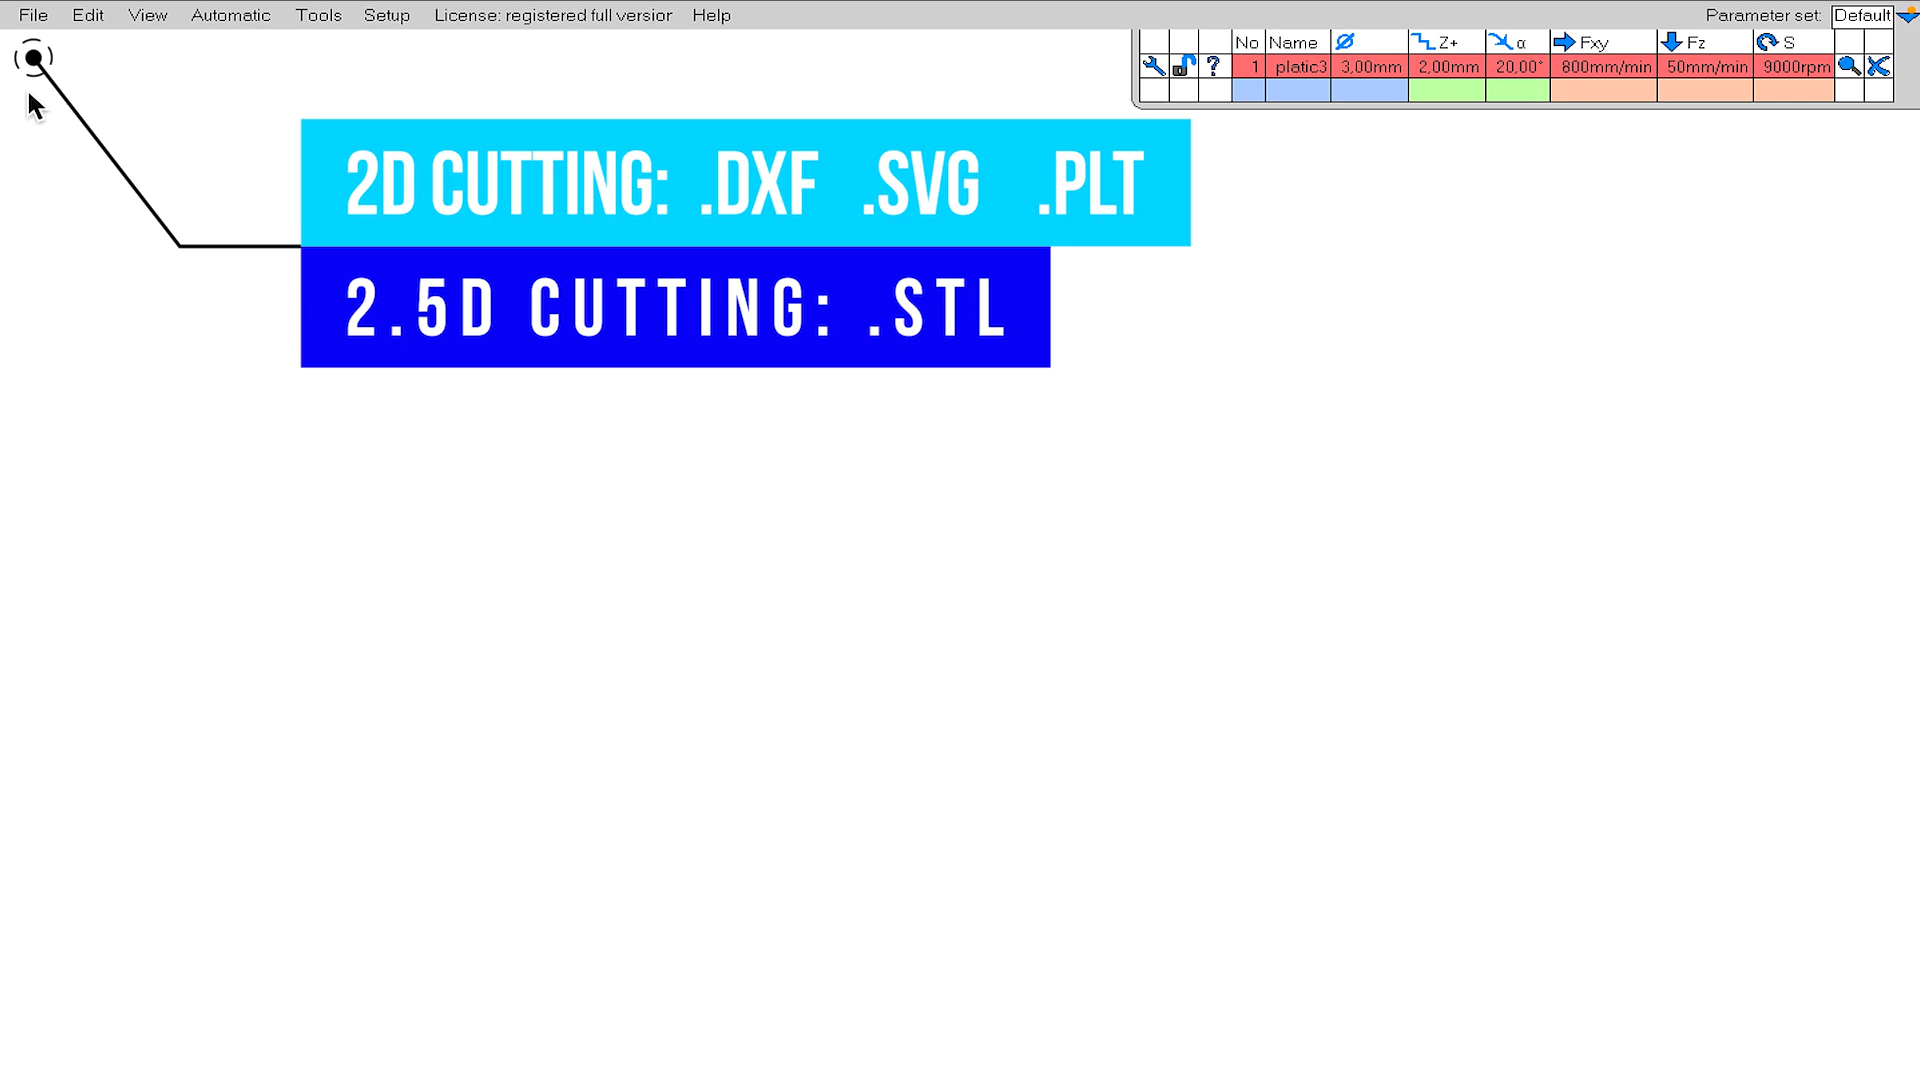 File Edit View Automatic Tools Setup License: registered full versior Help Parameter set: Default
No Name Ø Z+ α Fxy Fz S
? 1 platic3 3,00mm 2,00mm 20,00° 800mm/min 50mm/min 9000rpm
2D CUTTING: .DXF .SVG .PLT
2.5D CUTTING: .STL